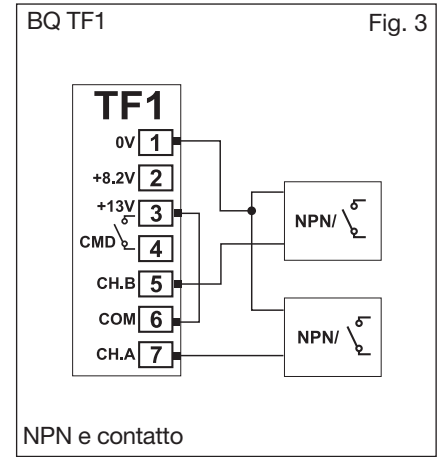 BQ TF1 Fig. 3
TF1
0V 1
+8.2V 2
+13V 3
CMD 4
CH.B 5
COM 6
CH.A 7
NPN/
NPN/
NPN e contatto